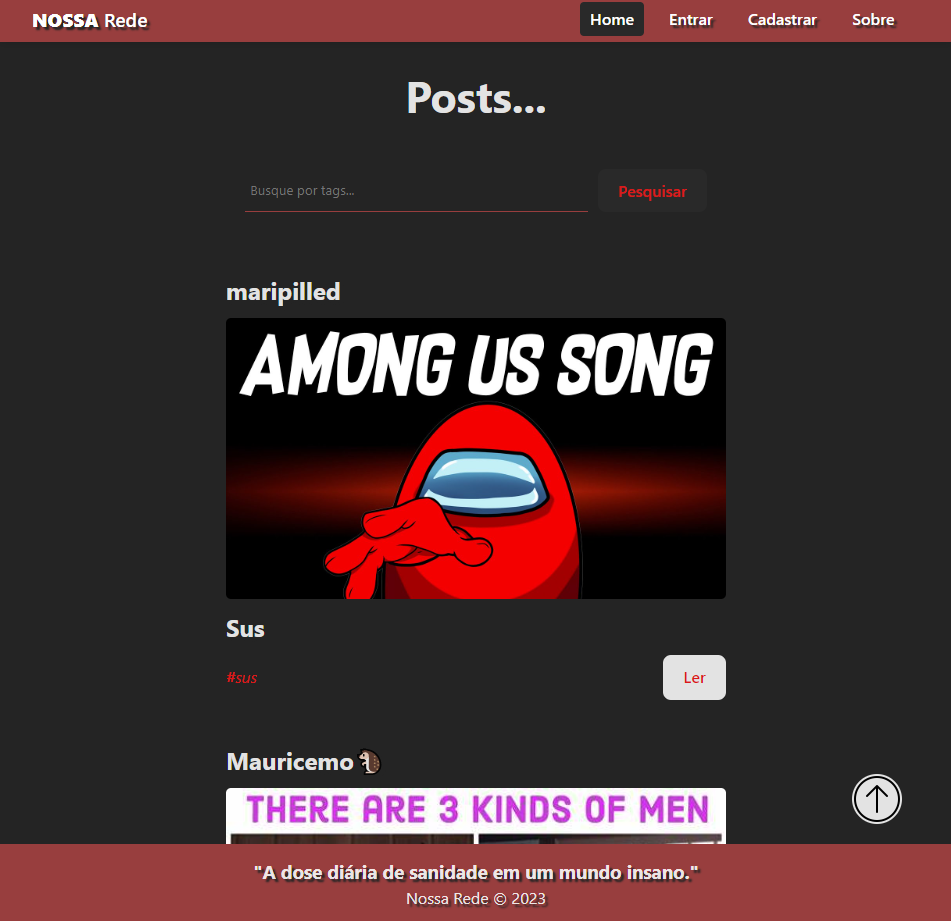 NOSSA Rede
Home Entrar Cadastrar Sobre
Posts...
Busque por tags...
Pesquisar
maripilled
AMONG US SONG
Sus
#sus
Ler
Mauricemo🦔
THERE ARE 3 KINDS OF MEN
"A dose diária de sanidade em um mundo insano."
Nossa Rede © 2023